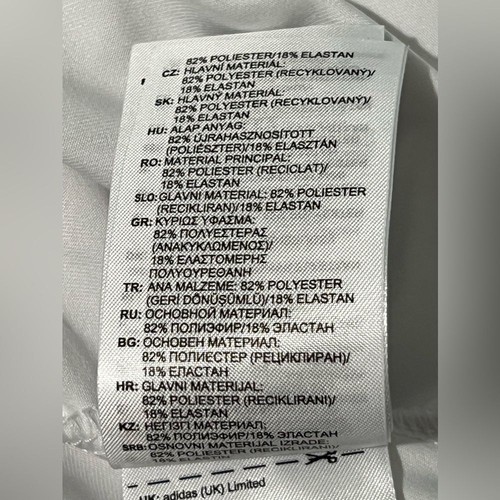 82% POLIESTER/18% ELASTAN
CZ: HLAVNÍ MATERIÁL:
82% POLYESTER (RECYKLOVANÝ)/
18% ELASTAN
SK: HLAVNÝ MATERIÁL:
82% POLYESTER (RECYKLOVANÝ)/
18% ELASTAN
HU: ALAP ANYAG:
82% ÚJRAHASZNOSÍTOTT
(POLIÉSZTER)/18% ELASZTÁN
RO: MATERIAL PRINCIPAL:
82% POLIESTER (RECICLAT)/
18% ELASTAN
SLO: GLAVNI MATERIAL: 82% POLIESTER
(RECIKLIRAN)/18% ELASTAN
GR: ΚΥΡΙΩΣ ΥΦΑΣΜΑ:
82% ΠΟΛΥΕΣΤΕΡΑΣ
(ΑΝΑΚΥΚΛΩΜΕΝΟΣ)/
18% ΕΛΑΣΤΟΜΕΡΗΣ
ΠΟΛΥΟΥΡΕΘΑΝΗ
TR: ANA MALZEME: 82% POLYESTER
(GERİ DÖNÜŞÜMLÜ)/18% ELASTAN
RU: ОСНОВНОЙ МАТЕРИАЛ:
82% ПОЛИЭФИР/18% ЭЛАСТАН
BG: ОСНОВЕН МАТЕРИАЛ:
82% ПОЛИЕСТЕР (РЕЦИКЛИРАН)/
18% ЕЛАСТАН
HR: GLAVNI MATERIJAL:
82% POLIESTER (RECIKLIRANI)/
18% ELASTAN
KZ: НЕГІЗГІ МАТЕРИАЛ:
82% ПОЛИЭФИР/18% ЭЛАСТАН
SRB: OSNOVNI MATERIJAL IZRADE:
82% POLIESTER (RECIKLIRANI)/
18% ELASTIN
UK: adidas (UK) Limited